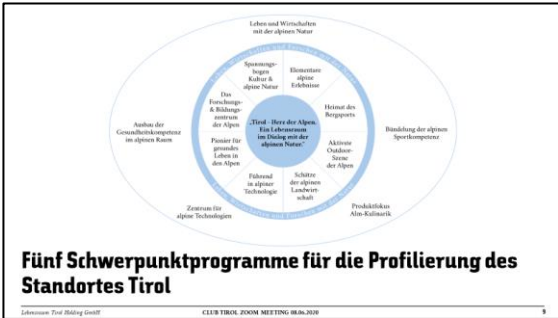 Leben und Wirtschaften
mit der alpinen Natur
Spannungs-
bogen
Kultur &
alpine Natur
Elementare
alpine
Erlebnisse
Das
Forschungs-
& Bildungs-
zentrum
der Alpen
Heimat des
Bergsports
Ausbau der
Gesundheitskompetenz
im alpinen Raum
„Tirol - Herz der Alpen.
Ein Lebensraum
im Dialog mit der
alpinen Natur.“
Bündelung der alpinen
Sportkompetenz
Pionier für
gesundes
Leben in
den Alpen
Aktivste
Outdoor-
Szene
der Alpen
Führend
in alpiner
Technologie
Schätze
der alpinen
Landwirt-
schaft
Zentrum für
alpine Technologien
Produktfokus
Alm-Kulinarik
Fünf Schwerpunktprogramme für die Profilierung des
Standortes Tirol
Lebensraum Tirol Holding GmbH
CLUB TIROL ZOOM MEETING 08.06.2020
9